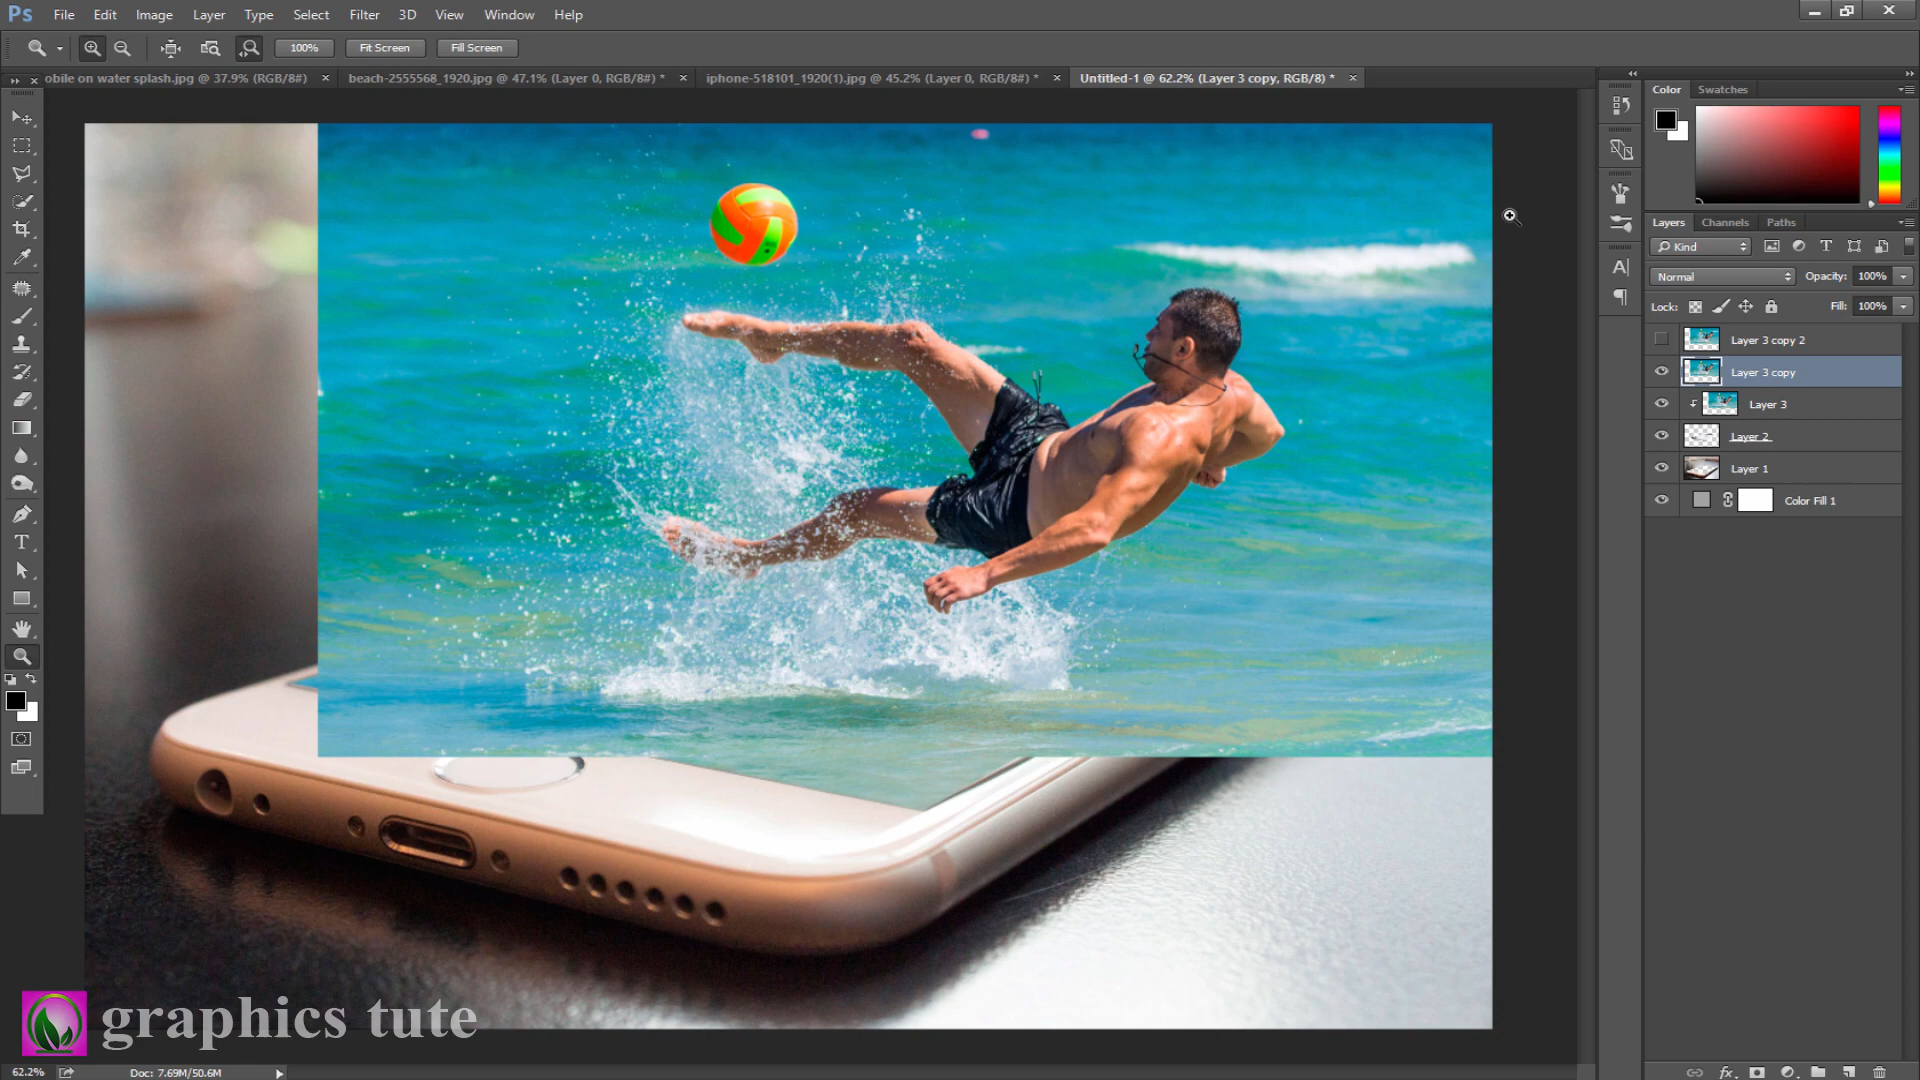 Ps File Edit Image Layer Type Select Filter 3D View Window Help
100% Fit Screen Fill Screen
obile on water splash.jpg @ 37.9% (RGB/8#) × beach-2555568_1920.jpg @ 47.1% (Layer 0, RGB/8#) * × iphone-518101_1920(1).jpg @ 45.2% (Layer 0, RGB/8#) * × Untitled-1 @ 62.2% (Layer 3 copy, RGB/8) * ×
Color Swatches
Layers Channels Paths
Kind
Normal Opacity: 100%
Lock: Fill: 100%
Layer 3 copy 2
Layer 3 copy
Layer 3
Layer 2
Layer 1
Color Fill 1
graphics tute
62.2% Doc: 7.69M/50.6M